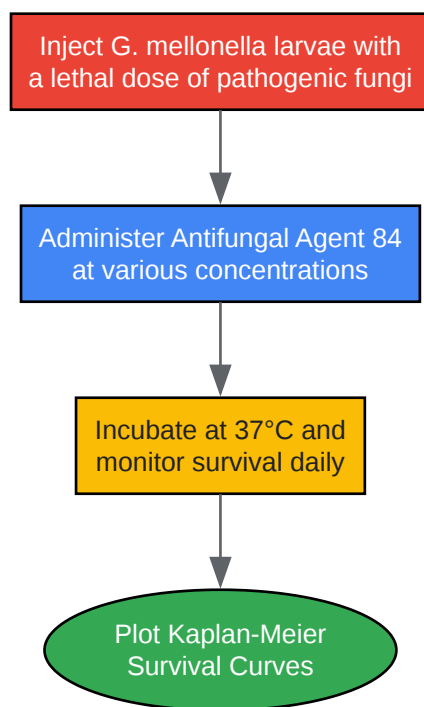 Inject G. mellonella larvae with
a lethal dose of pathogenic fungi
Administer Antifungal Agent 84
at various concentrations
Incubate at 37°C and
monitor survival daily
Plot Kaplan-Meier
Survival Curves